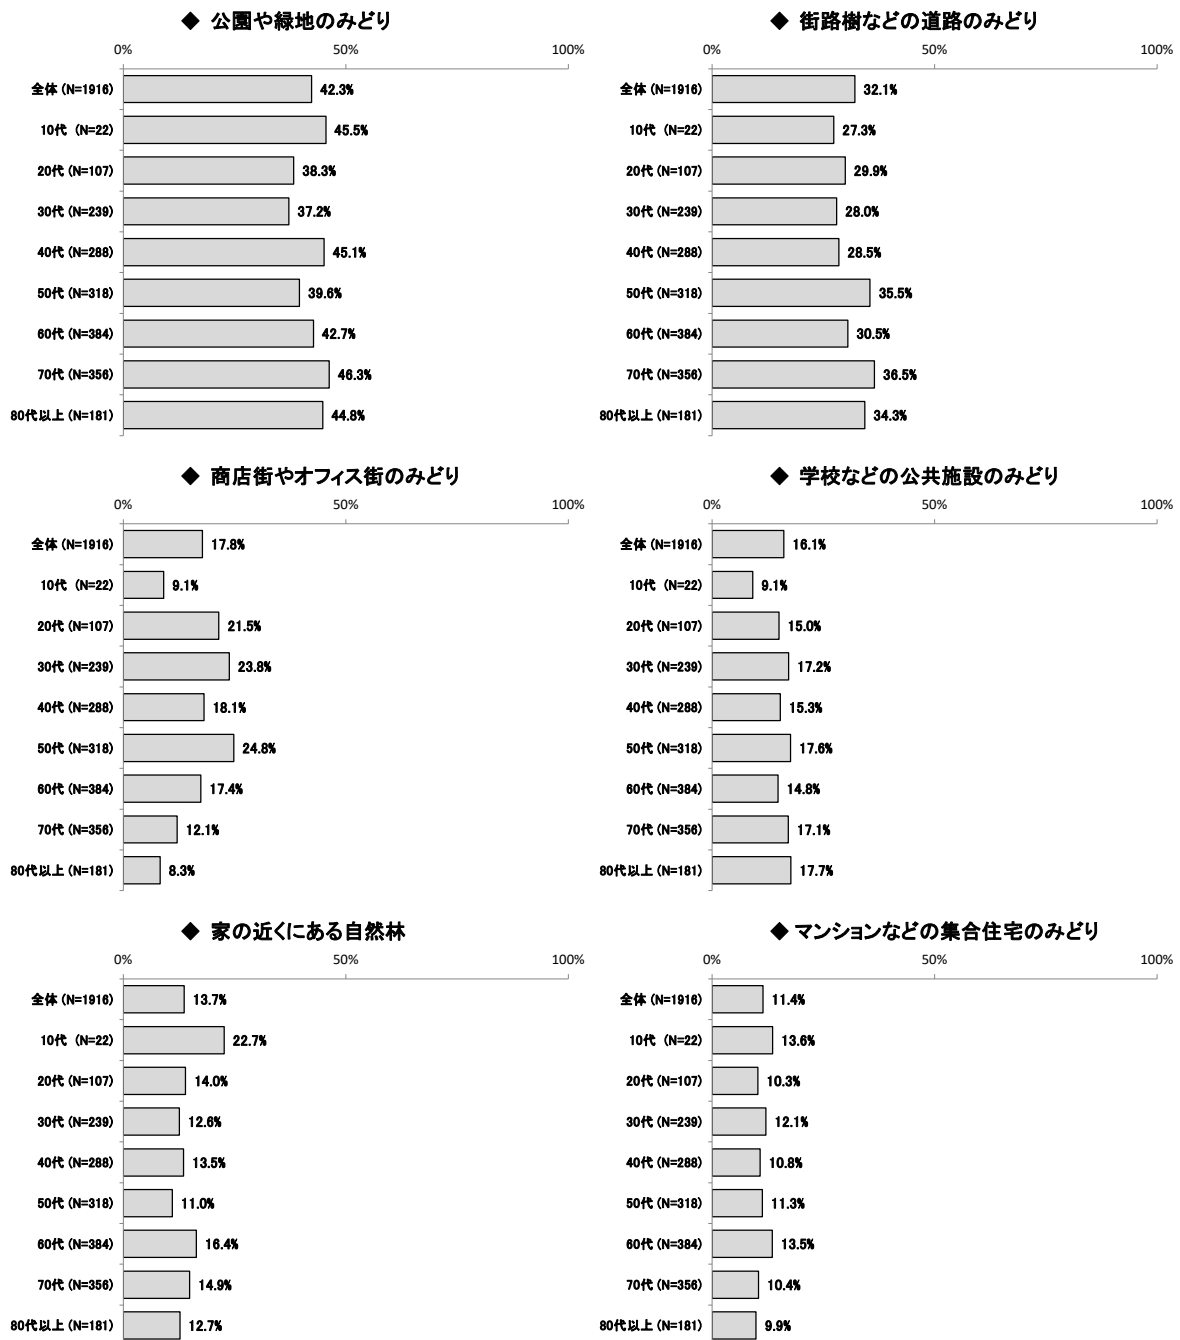 ◆ 公園や緑地のみどり
0% 50% 100%
全体 (N=1916) 42.3%
10代 (N=22) 45.5%
20代 (N=107) 38.3%
30代 (N=239) 37.2%
40代 (N=288) 45.1%
50代 (N=318) 39.6%
60代 (N=384) 42.7%
70代 (N=356) 46.3%
80代以上 (N=181) 44.8%
◆ 街路樹などの道路のみどり
0% 50% 100%
全体 (N=1916) 32.1%
10代 (N=22) 27.3%
20代 (N=107) 29.9%
30代 (N=239) 28.0%
40代 (N=288) 28.5%
50代 (N=318) 35.5%
60代 (N=384) 30.5%
70代 (N=356) 36.5%
80代以上 (N=181) 34.3%
◆ 商店街やオフィス街のみどり
0% 50% 100%
全体 (N=1916) 17.8%
10代 (N=22) 9.1%
20代 (N=107) 21.5%
30代 (N=239) 23.8%
40代 (N=288) 18.1%
50代 (N=318) 24.8%
60代 (N=384) 17.4%
70代 (N=356) 12.1%
80代以上 (N=181) 8.3%
◆ 学校などの公共施設のみどり
0% 50% 100%
全体 (N=1916) 16.1%
10代 (N=22) 9.1%
20代 (N=107) 15.0%
30代 (N=239) 17.2%
40代 (N=288) 15.3%
50代 (N=318) 17.6%
60代 (N=384) 14.8%
70代 (N=356) 17.1%
80代以上 (N=181) 17.7%
◆ 家の近くにある自然林
0% 50% 100%
全体 (N=1916) 13.7%
10代 (N=22) 22.7%
20代 (N=107) 14.0%
30代 (N=239) 12.6%
40代 (N=288) 13.5%
50代 (N=318) 11.0%
60代 (N=384) 16.4%
70代 (N=356) 14.9%
80代以上 (N=181) 12.7%
◆ マンションなどの集合住宅のみどり
0% 50% 100%
全体 (N=1916) 11.4%
10代 (N=22) 13.6%
20代 (N=107) 10.3%
30代 (N=239) 12.1%
40代 (N=288) 10.8%
50代 (N=318) 11.3%
60代 (N=384) 13.5%
70代 (N=356) 10.4%
80代以上 (N=181) 9.9%